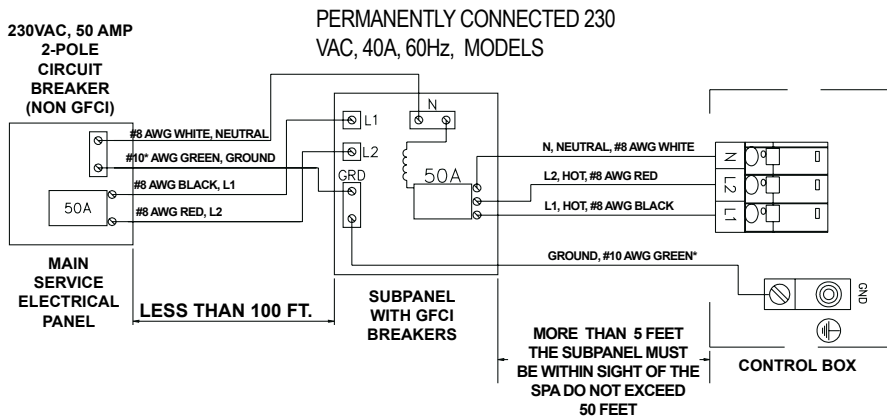 PERMANENTLY CONNECTED 230
VAC, 40A, 60Hz, MODELS
230VAC, 50 AMP
2-POLE
CIRCUIT
BREAKER
(NON GFCI)
#8 AWG WHITE, NEUTRAL
#10* AWG GREEN, GROUND
#8 AWG BLACK, L1
#8 AWG RED, L2
50A
MAIN
SERVICE
ELECTRICAL
PANEL
LESS THAN 100 FT.
N
L1
L2
GRD
50A
SUBPANEL
WITH GFCI
BREAKERS
N, NEUTRAL, #8 AWG WHITE
L2, HOT, #8 AWG RED
L1, HOT, #8 AWG BLACK
GROUND, #10 AWG GREEN*
MORE THAN 5 FEET
THE SUBPANEL MUST
BE WITHIN SIGHT OF THE
SPA DO NOT EXCEED
50 FEET
N
L2
L1
GND
CONTROL BOX